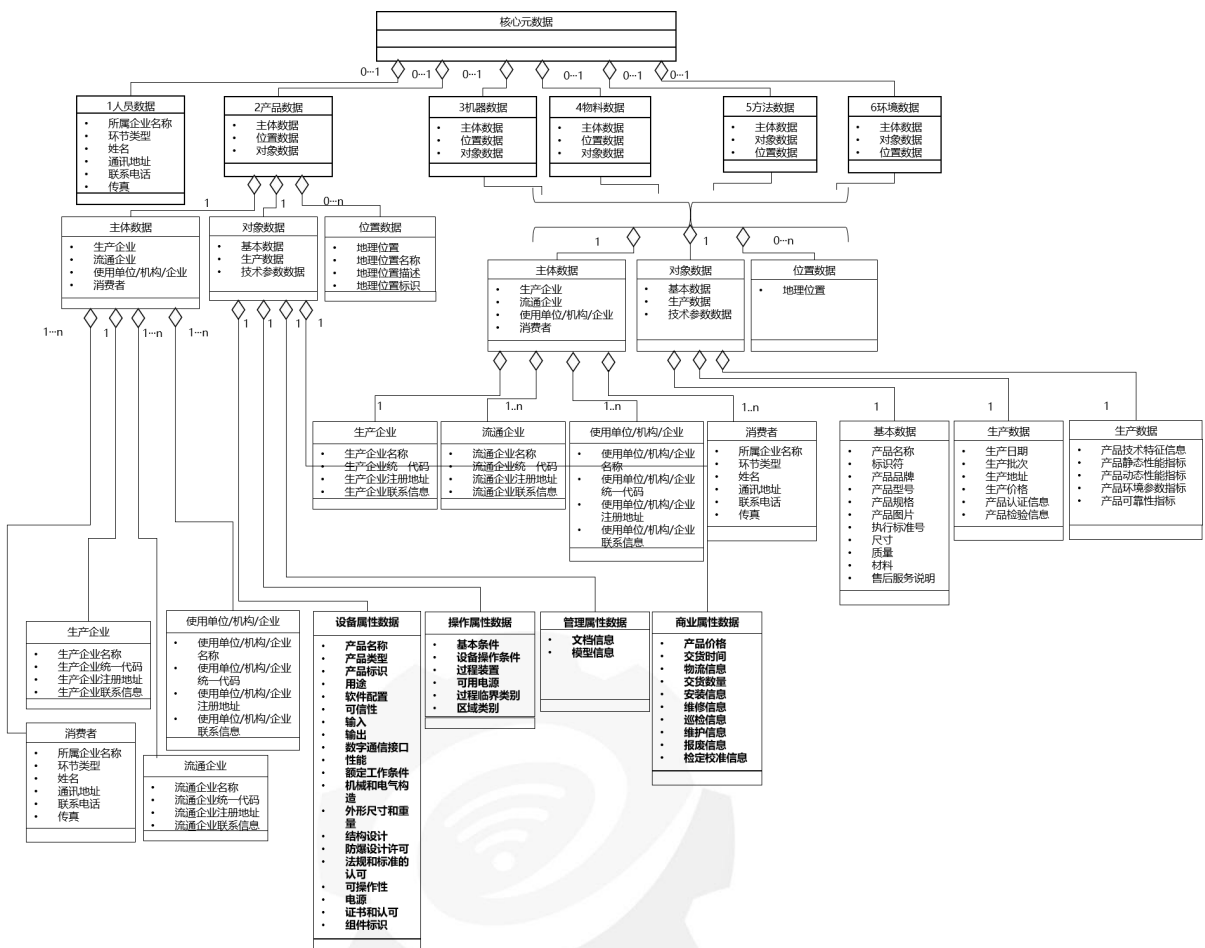 核心元数据
0···1
0···1
0···1
0···1
0···1
0···1
1人员数据
• 所属企业名称
• 环节类型
• 姓名
• 通讯地址
• 联系电话
• 传真
2产品数据
• 主体数据
• 位置数据
• 对象数据
3机器数据
• 主体数据
• 位置数据
• 对象数据
4物料数据
• 主体数据
• 位置数据
• 对象数据
5方法数据
• 主体数据
• 对象数据
• 位置数据
6环境数据
• 主体数据
• 对象数据
• 位置数据
1
1
0···n
主体数据
• 生产企业
• 流通企业
• 使用单位/机构/企业
• 消费者
对象数据
• 基本数据
• 生产数据
• 技术参数数据
位置数据
• 地理位置
• 地理位置名称
• 地理位置描述
• 地理位置标识
1
1
0···n
主体数据
• 生产企业
• 流通企业
• 使用单位/机构/企业
• 消费者
对象数据
• 基本数据
• 生产数据
• 技术参数数据
位置数据
• 地理位置
1···n
1
1···n
1···n
1
1
1
1
1
1..n
1..n
1..n
1
1
1
生产企业
• 生产企业名称
• 生产企业统一代码
• 生产企业注册地址
• 生产企业联系信息
流通企业
• 流通企业名称
• 流通企业统一代码
• 流通企业注册地址
• 流通企业联系信息
使用单位/机构/企业
• 使用单位/机构/企业
名称
• 使用单位/机构/企业
统一代码
• 使用单位/机构/企业
注册地址
• 使用单位/机构/企业
联系信息
消费者
• 所属企业名称
• 环节类型
• 姓名
• 通讯地址
• 联系电话
• 传真
基本数据
• 产品名称
• 标识符
• 产品品牌
• 产品型号
• 产品规格
• 产品图片
• 执行标准号
• 尺寸
• 质量
• 材料
• 售后服务说明
生产数据
• 生产日期
• 生产批次
• 生产地址
• 生产价格
• 产品认证信息
• 产品检验信息
生产数据
• 产品技术特征信息
• 产品静态性能指标
• 产品动态性能指标
• 产品环境参数指标
• 产品可靠性指标
生产企业
• 生产企业名称
• 生产企业统一代码
• 生产企业注册地址
• 生产企业联系信息
使用单位/机构/企业
• 使用单位/机构/企业
名称
• 使用单位/机构/企业
统一代码
• 使用单位/机构/企业
注册地址
• 使用单位/机构/企业
联系信息
消费者
• 所属企业名称
• 环节类型
• 姓名
• 通讯地址
• 联系电话
• 传真
流通企业
• 流通企业名称
• 流通企业统一代码
• 流通企业注册地址
• 流通企业联系信息
设备属性数据
• 产品名称
• 产品类型
• 产品标识
• 用途
• 软件配置
• 可信性
• 输入
• 输出
• 数字通信接口
• 性能
• 额定工作条件
• 机械和电气构
造
• 外形尺寸和重
量
• 结构设计
• 防爆设计许可
• 法规和标准的
认可
• 可操作性
• 电源
• 证书和认可
• 组件标识
操作属性数据
• 基本条件
• 设备操作条件
• 过程装置
• 可用电源
• 过程临界类别
• 区域类别
管理属性数据
• 文档信息
• 模型信息
商业属性数据
• 产品价格
• 交货时间
• 物流信息
• 交货数量
• 安装信息
• 维修信息
• 巡检信息
• 维护信息
• 报废信息
• 检定校准信息